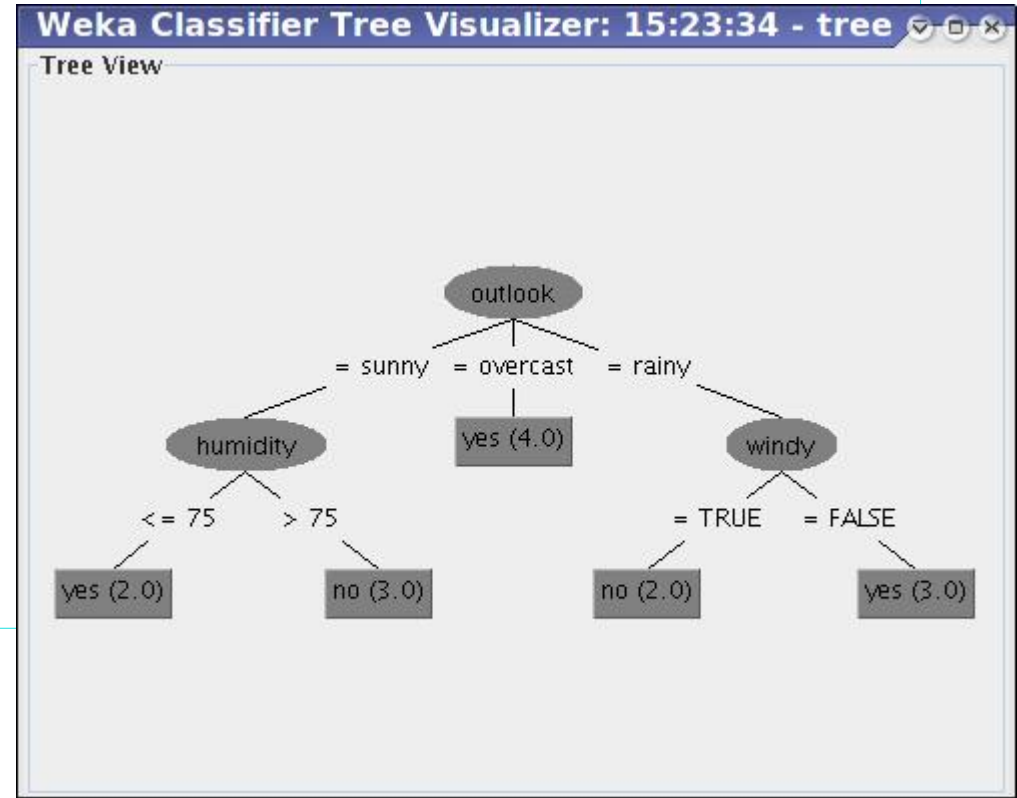 Weka Classifier Tree Visualizer: 15:23:34 - tree
Tree View
outlook
= sunny = overcast = rainy
humidity yes (4.0) windy
<= 75 > 75 = TRUE = FALSE
yes (2.0) no (3.0) no (2.0) yes (3.0)